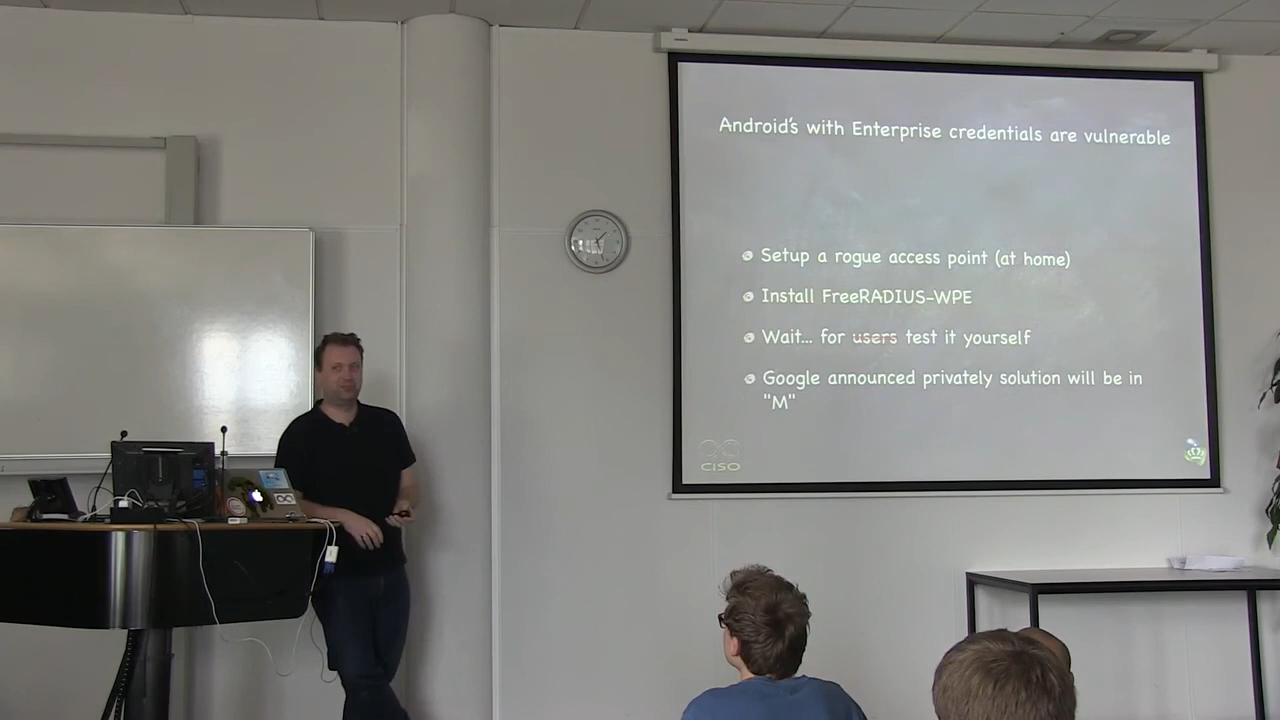 Android's with Enterprise credentials are vulnerable
Setup a rogue access point (at home)
Install FreeRADIUS-WPE
Wait... for users test it yourself
Google announced privately solution will be in
"M"
CISO